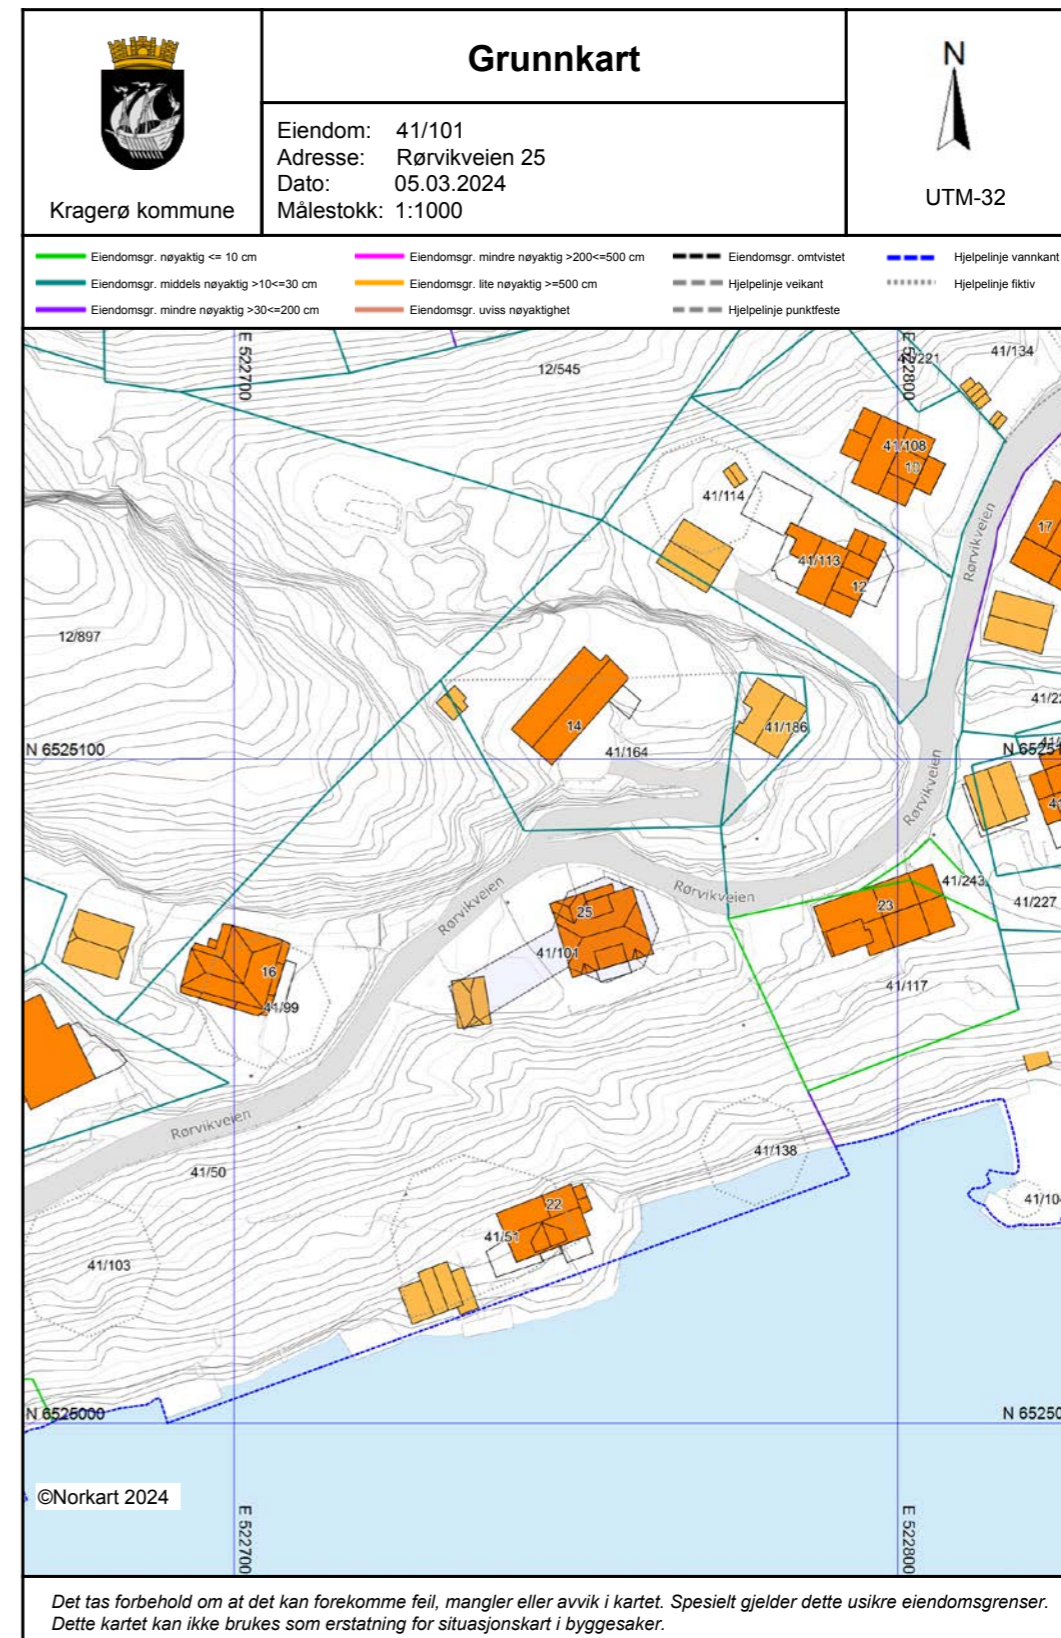 Grunnkart
Eiendom: 41/101
Adresse: Rørvikveien 25
Dato: 05.03.2024
Målestokk: 1:1000
Kragerø kommune
N
UTM-32
Eiendomsgr. nøyaktig <= 10 cm
Eiendomsgr. middels nøyaktig >10<=30 cm
Eiendomsgr. mindre nøyaktig >30<=200 cm
Eiendomsgr. mindre nøyaktig >200<=500 cm
Eiendomsgr. lite nøyaktig >=500 cm
Eiendomsgr. uviss nøyaktighet
Eiendomsgr. omtvistet
Hjelpelinje veikant
Hjelpelinje punktfeste
Hjelpelinje vannkant
Hjelpelinje fiktiv
E 522700
E 522800
12/545
41/134
41/108
10
41/114
17
41/113
12
Rørvikveien
12/897
14
41/186
41/164
N 6525100
Rørvikveien
41/243
41/227
23
25
Rørvikveien
Rørvikveien
41/101
16
41/99
41/117
Rørvikveien
41/138
41/50
22
41/51
41/103
N 6525000
©Norkart 2024
E 522700
E 522800
Det tas forbehold om at det kan forekomme feil, mangler eller avvik i kartet. Spesielt gjelder dette usikre eiendomsgrenser.
Dette kartet kan ikke brukes som erstatning for situasjonskart i byggesaker.